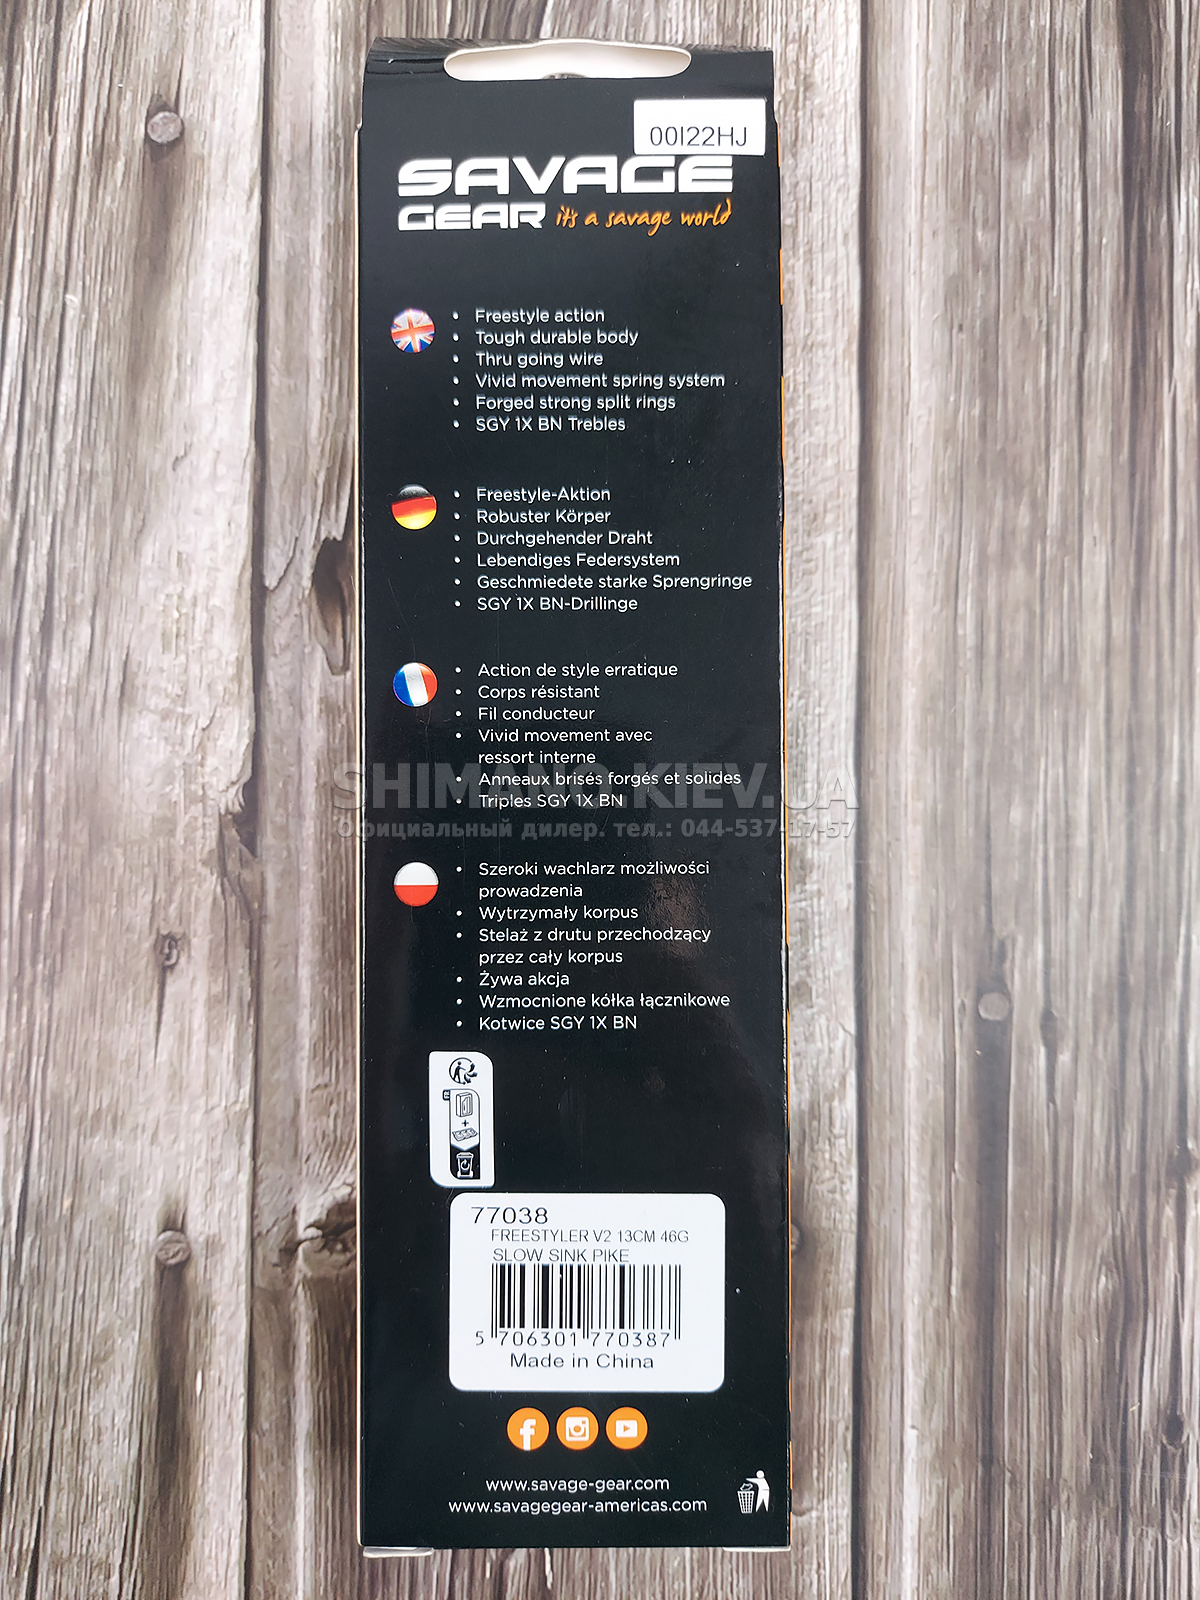 00I22HJ
SAVAGE
GEAR it's a savage world
• Freestyle action
• Tough durable body
• Thru going wire
• Vivid movement spring system
• Forged strong split rings
• SGY 1X BN Trebles
• Freestyle-Aktion
• Robuster Körper
• Durchgehender Draht
• Lebendiges Federsystem
• Geschmiedete starke Sprengringe
• SGY 1X BN-Drillinge
• Action de style erratique
• Corps résistant
• Fil conducteur
• Vivid movement avec
ressort interne
• Anneaux brisés forgés et solides
• Triples SGY 1X BN
SHIMANO.KIEV.UA
Официальный дилер. тел.: 044-537-17-57
• Szeroki wachlarz możliwości
prowadzenia
• Wytrzymały korpus
• Stelaż z drutu przechodzący
przez cały korpus
• Żywa akcja
• Wzmocnione kółka łącznikowe
• Kotwice SGY 1X BN
77038
FREESTYLER V2 13CM 46G
SLOW SINK PIKE
5 706301 770387
Made in China
www.savage-gear.com
www.savagegear-americas.com